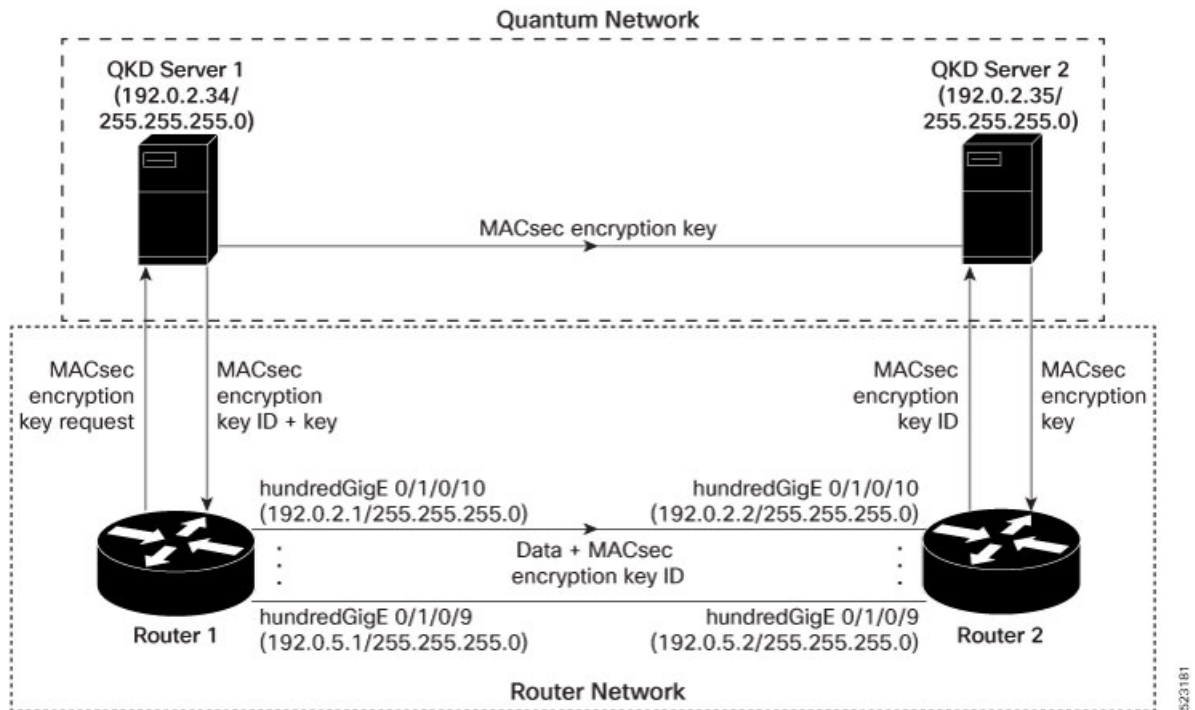 Quantum Network
QKD Server 1
(192.0.2.34/
255.255.255.0)
QKD Server 2
(192.0.2.35/
255.255.255.0)
MACsec encryption key
MACsec
encryption
key request
MACsec
encryption
key ID + key
MACsec
encryption
key ID
MACsec
encryption
key
hundredGigE 0/1/0/10
(192.0.2.1/255.255.255.0)
hundredGigE 0/1/0/10
(192.0.2.2/255.255.255.0)
Data + MACsec
encryption key ID
hundredGigE 0/1/0/9
(192.0.5.1/255.255.255.0)
hundredGigE 0/1/0/9
(192.0.5.2/255.255.255.0)
Router 1
Router 2
Router Network
523181